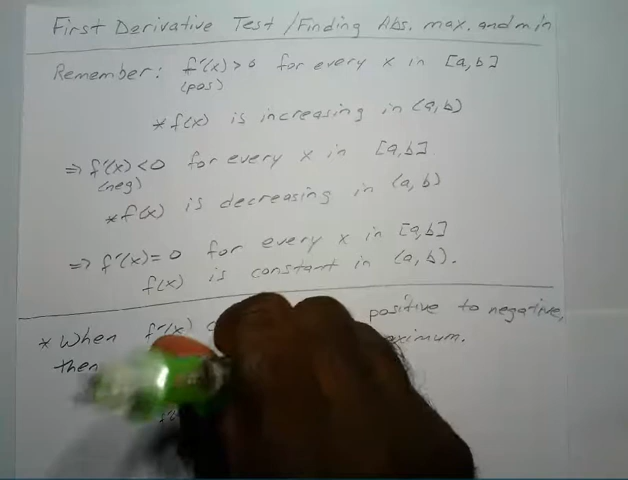 First Derivative Test / Finding Abs. max. and min
Remember: f'(x) > 0 for every x in [a,b]
(pos)
* f(x) is increasing in (a,b)
⇒ f'(x) < 0 for every x in [a,b].
(neg)
* f(x) is decreasing in (a,b)
⇒ f'(x) = 0 for every x in [a,b]
f(x) is constant in (a,b).
* When f'(x) positive to negative,
then